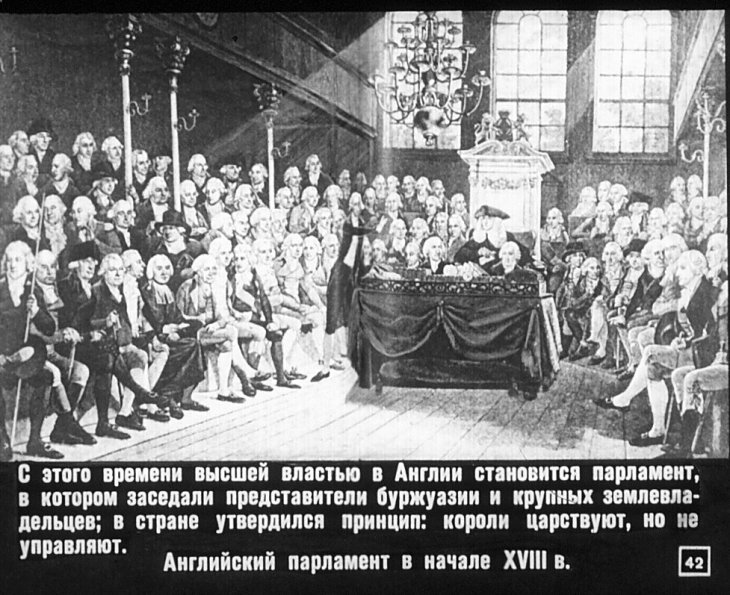 С этого времени высшей властью в Англии становится парламент,
в котором заседали представители буржуазии и крупных землевла-
дельцев; в стране утвердился принцип: короли царствуют, но не
управляют.
Английский парламент в начале XVIII в.
42